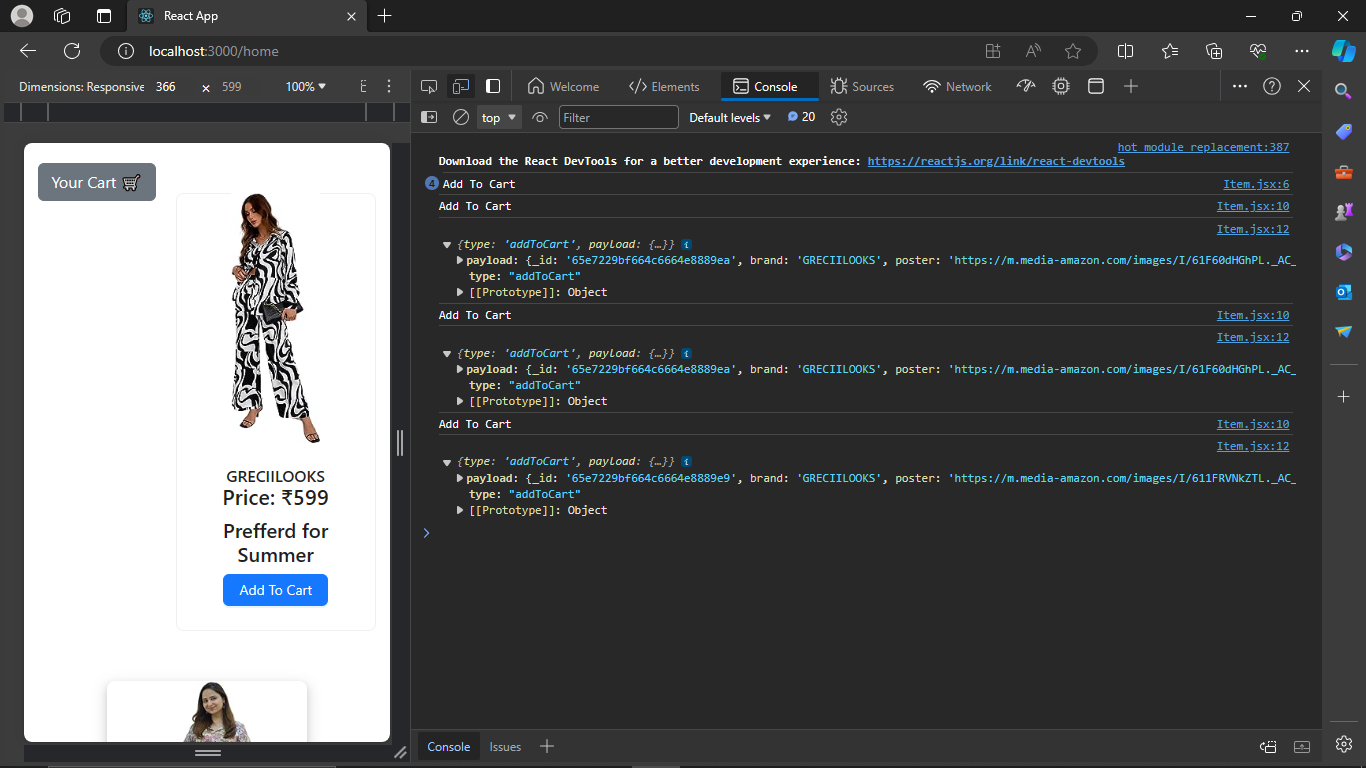 React App
localhost:3000/home
Dimensions: Responsive 366 × 599 100%
Welcome
Elements
Console
Sources
Network
top
Filter
Default levels
20
hot module replacement:387
Download the React DevTools for a better development experience: https://reactjs.org/link/react-devtools
4 Add To Cart Item.jsx:6
Add To Cart Item.jsx:10
Item.jsx:12
{type: 'addToCart', payload: {…}} i
payload: {_id: '65e7229bf664c6664e8889ea', brand: 'GRECIILOOKS', poster: 'https://m.media-amazon.com/images/I/61F60dHGhPL._AC_
type: "addToCart"
[[Prototype]]: Object
Add To Cart Item.jsx:10
Item.jsx:12
{type: 'addToCart', payload: {…}} i
payload: {_id: '65e7229bf664c6664e8889ea', brand: 'GRECIILOOKS', poster: 'https://m.media-amazon.com/images/I/61F60dHGhPL._AC_
type: "addToCart"
[[Prototype]]: Object
Add To Cart Item.jsx:10
Item.jsx:12
{type: 'addToCart', payload: {…}} i
payload: {_id: '65e7229bf664c6664e8889e9', brand: 'GRECIILOOKS', poster: 'https://m.media-amazon.com/images/I/611FRVNkZTL._AC_
type: "addToCart"
[[Prototype]]: Object
Your Cart
GRECIILOOKS
Price: ₹599
Prefferd for
Summer
Add To Cart
Console
Issues